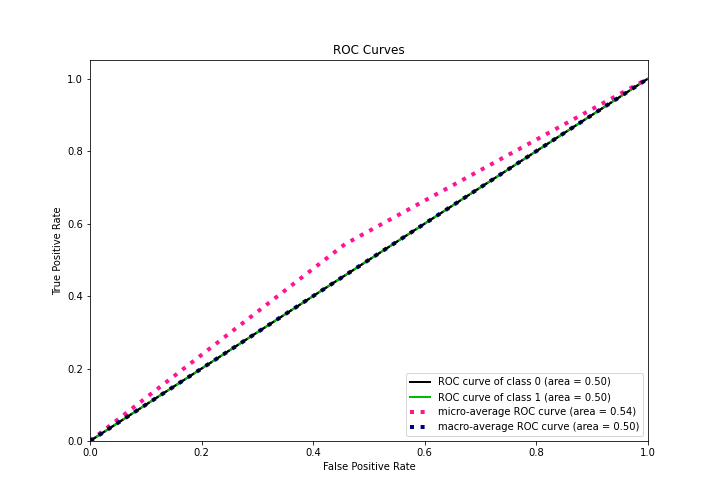 ROC Curves
True Positive Rate
1.0
0.8
0.6
0.4
0.2
0.0
0.0 0.2 0.4 0.6 0.8 1.0
False Positive Rate
ROC curve of class 0 (area = 0.50)
ROC curve of class 1 (area = 0.50)
micro-average ROC curve (area = 0.54)
macro-average ROC curve (area = 0.50)